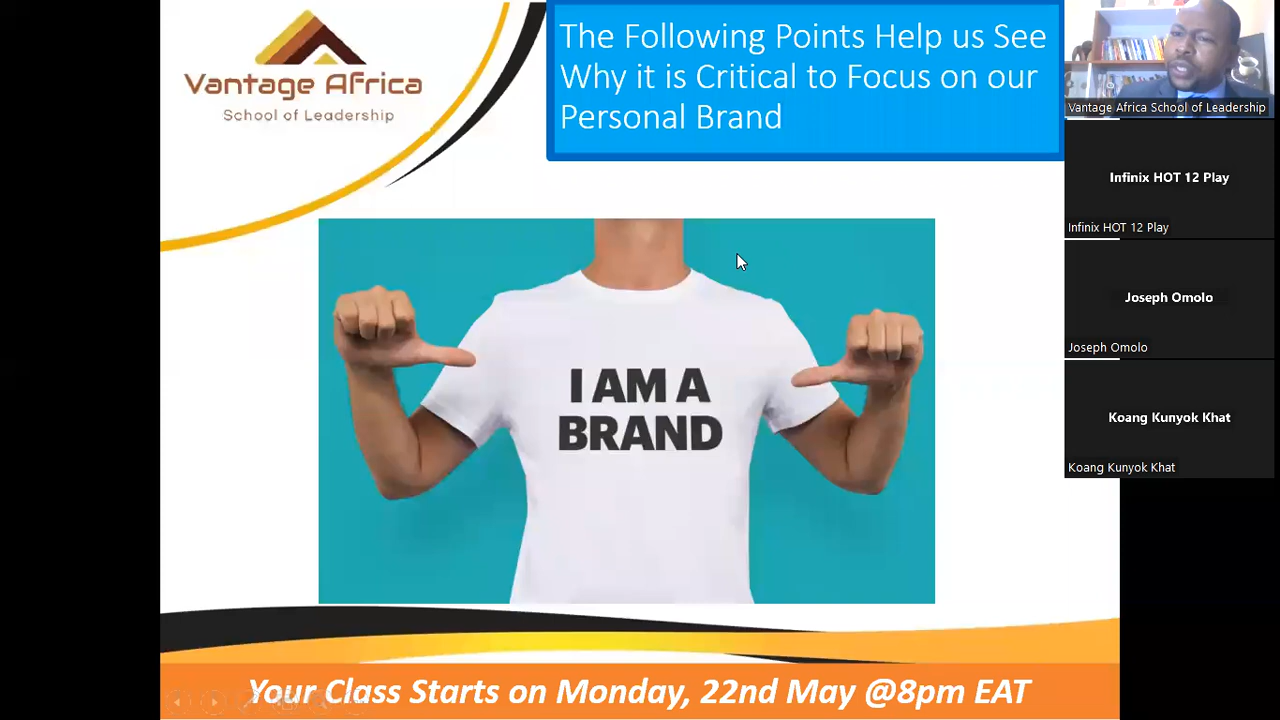 Vantage Africa
School of Leadership
The Following Points Help us See
Why it is Critical to Focus on our
Personal Brand
I AM A
BRAND
Your Class Starts on Monday, 22nd May @8pm EAT
Vantage Africa School of Leadership
Infinix HOT 12 Play
Infinix HOT 12 Play
Joseph Omolo
Joseph Omolo
Koang Kunyok Khat
Koang Kunyok Khat